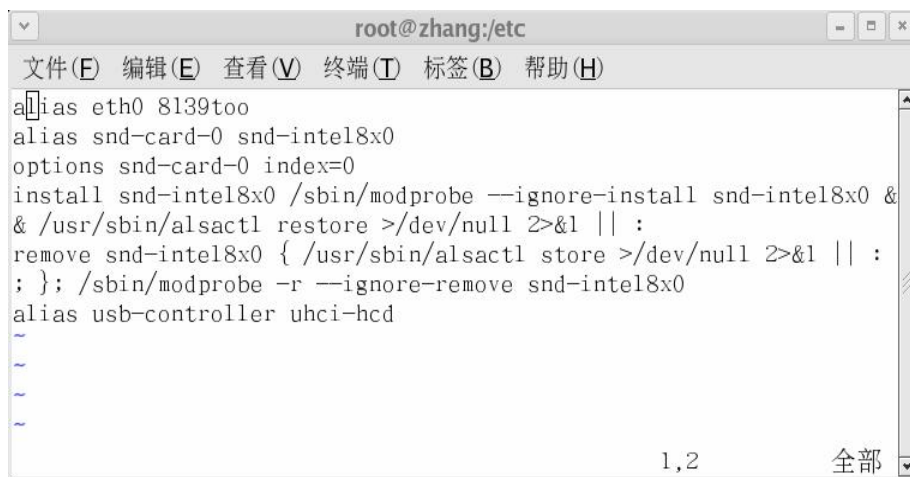 root@zhang:/etc
文件(F) 编辑(E) 查看(V) 终端(T) 标签(B) 帮助(H)
alias eth0 8139too
alias snd-card-0 snd-intel8x0
options snd-card-0 index=0
install snd-intel8x0 /sbin/modprobe --ignore-install snd-intel8x0 &
& /usr/sbin/alsactl restore >/dev/null 2>&1 || :
remove snd-intel8x0 { /usr/sbin/alsactl store >/dev/null 2>&1 || :
; }; /sbin/modprobe -r --ignore-remove snd-intel8x0
alias usb-controller uhci-hcd
~
~
~
~
1,2 全部